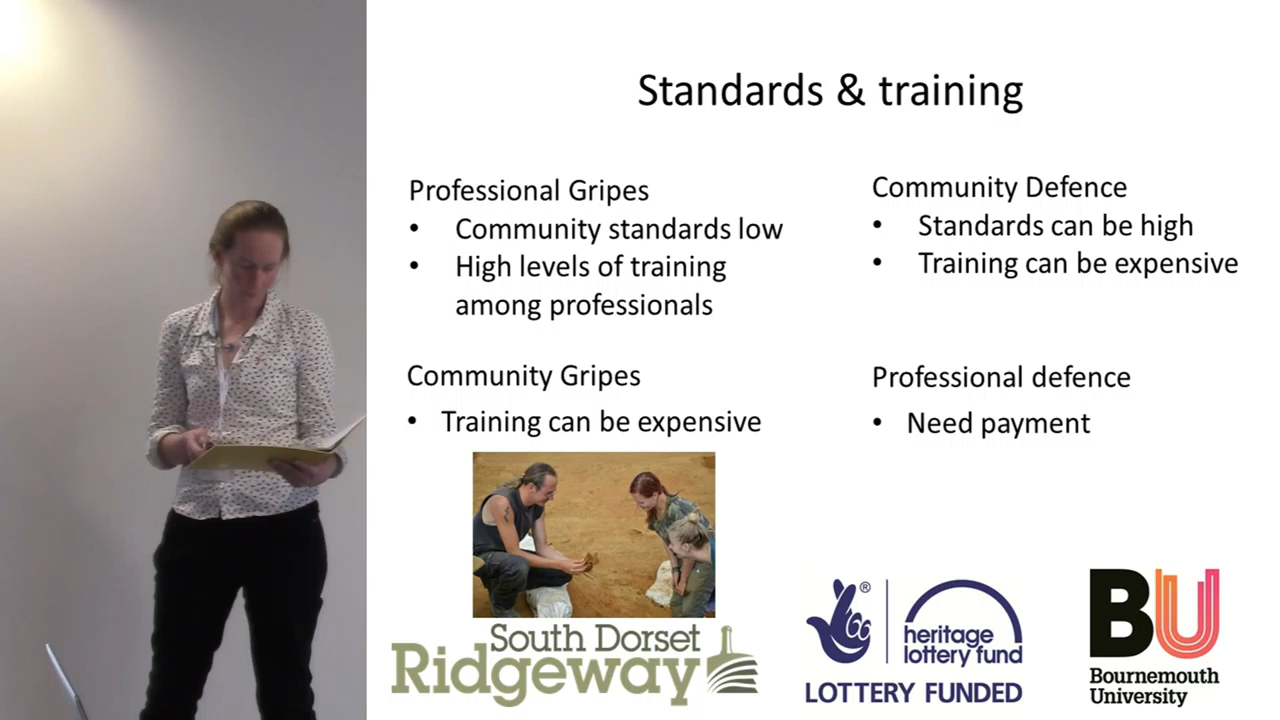 Standards & training
Professional Gripes
• Community standards low
• High levels of training
among professionals
Community Defence
• Standards can be high
• Training can be expensive
Community Gripes
• Training can be expensive
Professional defence
• Need payment
South Dorset
Ridgeway
®
heritage
lottery fund
LOTTERY FUNDED
BU
Bournemouth
University